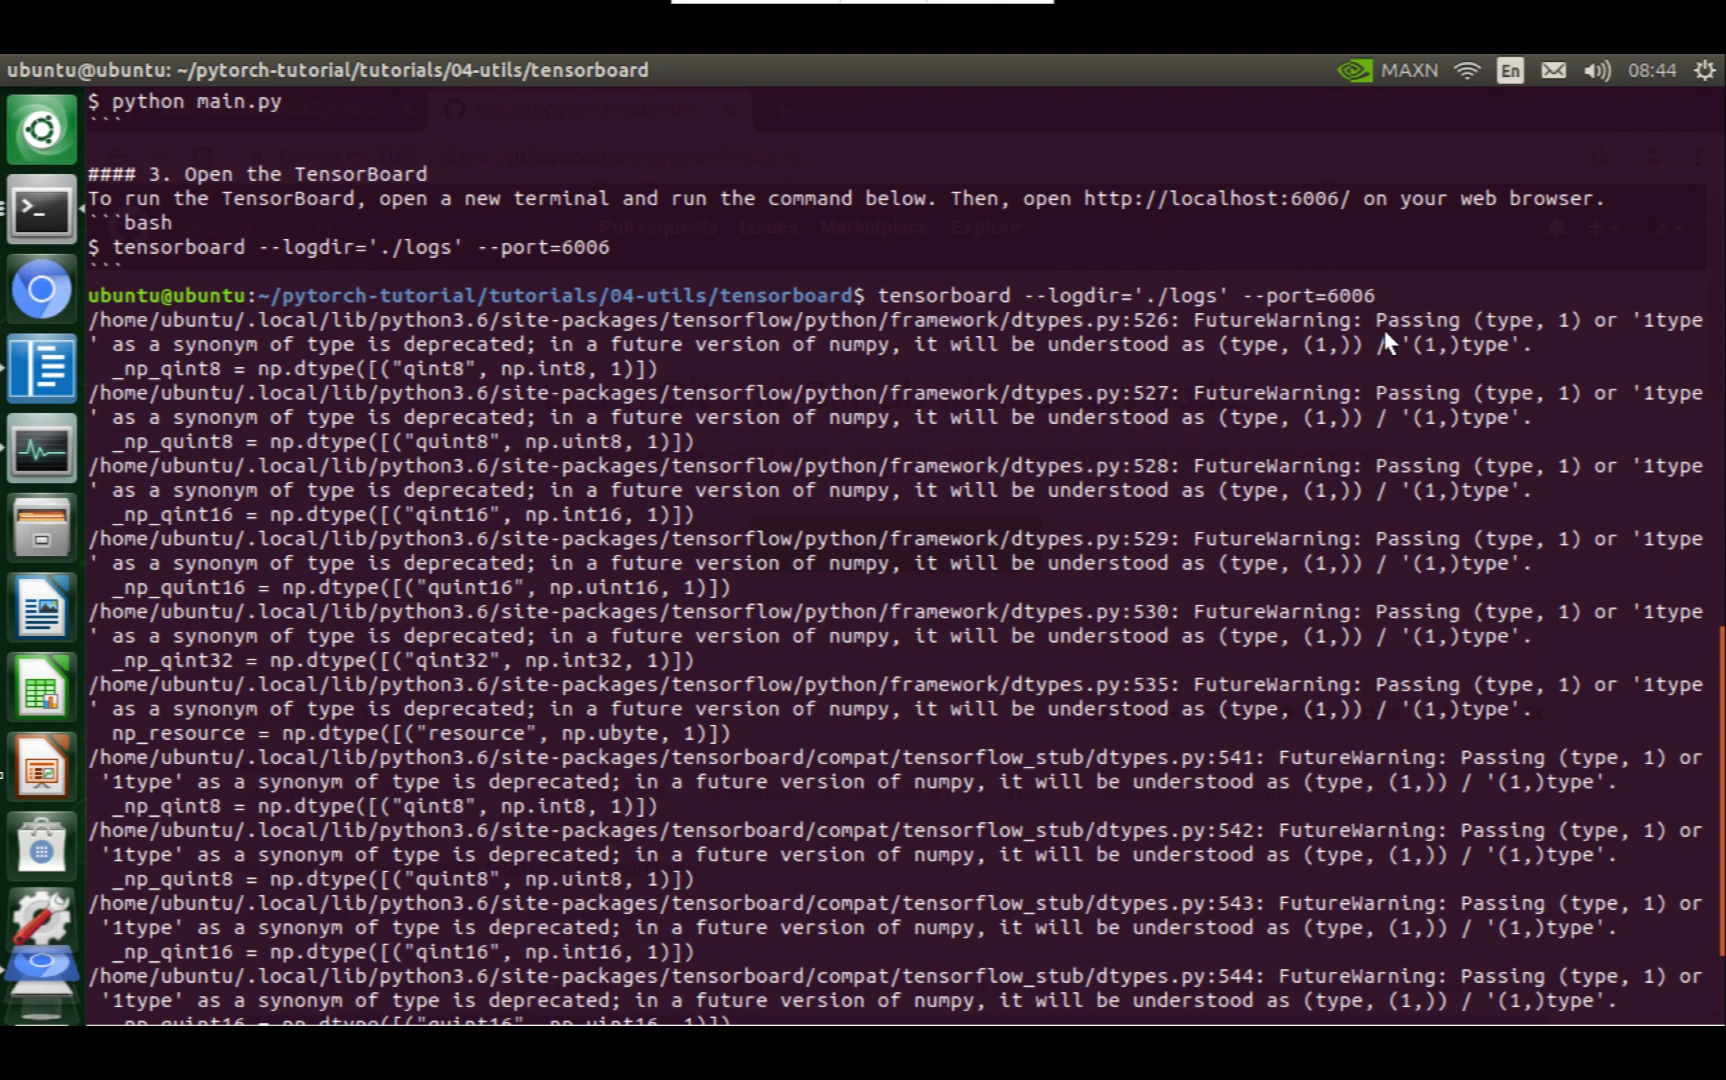 ubuntu@ubuntu: ~/pytorch-tutorial/tutorials/04-utils/tensorboard
MAXN
En
08:44
$ python main.py
```
#### 3. Open the TensorBoard
To run the TensorBoard, open a new terminal and run the command below. Then, open http://localhost:6006/ on your web browser.
```bash
Pull requests Issues Marketplace Explore
$ tensorboard --logdir='./logs' --port=6006
```
ubuntu@ubuntu:~/pytorch-tutorial/tutorials/04-utils/tensorboard$ tensorboard --logdir='./logs' --port=6006
/home/ubuntu/.local/lib/python3.6/site-packages/tensorflow/python/framework/dtypes.py:526: FutureWarning: Passing (type, 1) or '1type
' as a synonym of type is deprecated; in a future version of numpy, it will be understood as (type, (1,)) / '(1,)type'.
  _np_qint8 = np.dtype([("qint8", np.int8, 1)])
/home/ubuntu/.local/lib/python3.6/site-packages/tensorflow/python/framework/dtypes.py:527: FutureWarning: Passing (type, 1) or '1type
' as a synonym of type is deprecated; in a future version of numpy, it will be understood as (type, (1,)) / '(1,)type'.
  _np_quint8 = np.dtype([("quint8", np.uint8, 1)])
/home/ubuntu/.local/lib/python3.6/site-packages/tensorflow/python/framework/dtypes.py:528: FutureWarning: Passing (type, 1) or '1type
' as a synonym of type is deprecated; in a future version of numpy, it will be understood as (type, (1,)) / '(1,)type'.
  _np_qint16 = np.dtype([("qint16", np.int16, 1)])
/home/ubuntu/.local/lib/python3.6/site-packages/tensorflow/python/framework/dtypes.py:529: FutureWarning: Passing (type, 1) or '1type
' as a synonym of type is deprecated; in a future version of numpy, it will be understood as (type, (1,)) / '(1,)type'.
  _np_quint16 = np.dtype([("quint16", np.uint16, 1)])
/home/ubuntu/.local/lib/python3.6/site-packages/tensorflow/python/framework/dtypes.py:530: FutureWarning: Passing (type, 1) or '1type
' as a synonym of type is deprecated; in a future version of numpy, it will be understood as (type, (1,)) / '(1,)type'.
  _np_qint32 = np.dtype([("qint32", np.int32, 1)])
/home/ubuntu/.local/lib/python3.6/site-packages/tensorflow/python/framework/dtypes.py:535: FutureWarning: Passing (type, 1) or '1type
' as a synonym of type is deprecated; in a future version of numpy, it will be understood as (type, (1,)) / '(1,)type'.
  np_resource = np.dtype([("resource", np.ubyte, 1)])
/home/ubuntu/.local/lib/python3.6/site-packages/tensorboard/compat/tensorflow_stub/dtypes.py:541: FutureWarning: Passing (type, 1) or
 '1type' as a synonym of type is deprecated; in a future version of numpy, it will be understood as (type, (1,)) / '(1,)type'.
  _np_qint8 = np.dtype([("qint8", np.int8, 1)])
/home/ubuntu/.local/lib/python3.6/site-packages/tensorboard/compat/tensorflow_stub/dtypes.py:542: FutureWarning: Passing (type, 1) or
 '1type' as a synonym of type is deprecated; in a future version of numpy, it will be understood as (type, (1,)) / '(1,)type'.
  _np_quint8 = np.dtype([("quint8", np.uint8, 1)])
/home/ubuntu/.local/lib/python3.6/site-packages/tensorboard/compat/tensorflow_stub/dtypes.py:543: FutureWarning: Passing (type, 1) or
 '1type' as a synonym of type is deprecated; in a future version of numpy, it will be understood as (type, (1,)) / '(1,)type'.
  _np_qint16 = np.dtype([("qint16", np.int16, 1)])
/home/ubuntu/.local/lib/python3.6/site-packages/tensorboard/compat/tensorflow_stub/dtypes.py:544: FutureWarning: Passing (type, 1) or
 '1type' as a synonym of type is deprecated; in a future version of numpy, it will be understood as (type, (1,)) / '(1,)type'.
  _np_quint16 = np.dtype([("quint16", np.uint16, 1)])